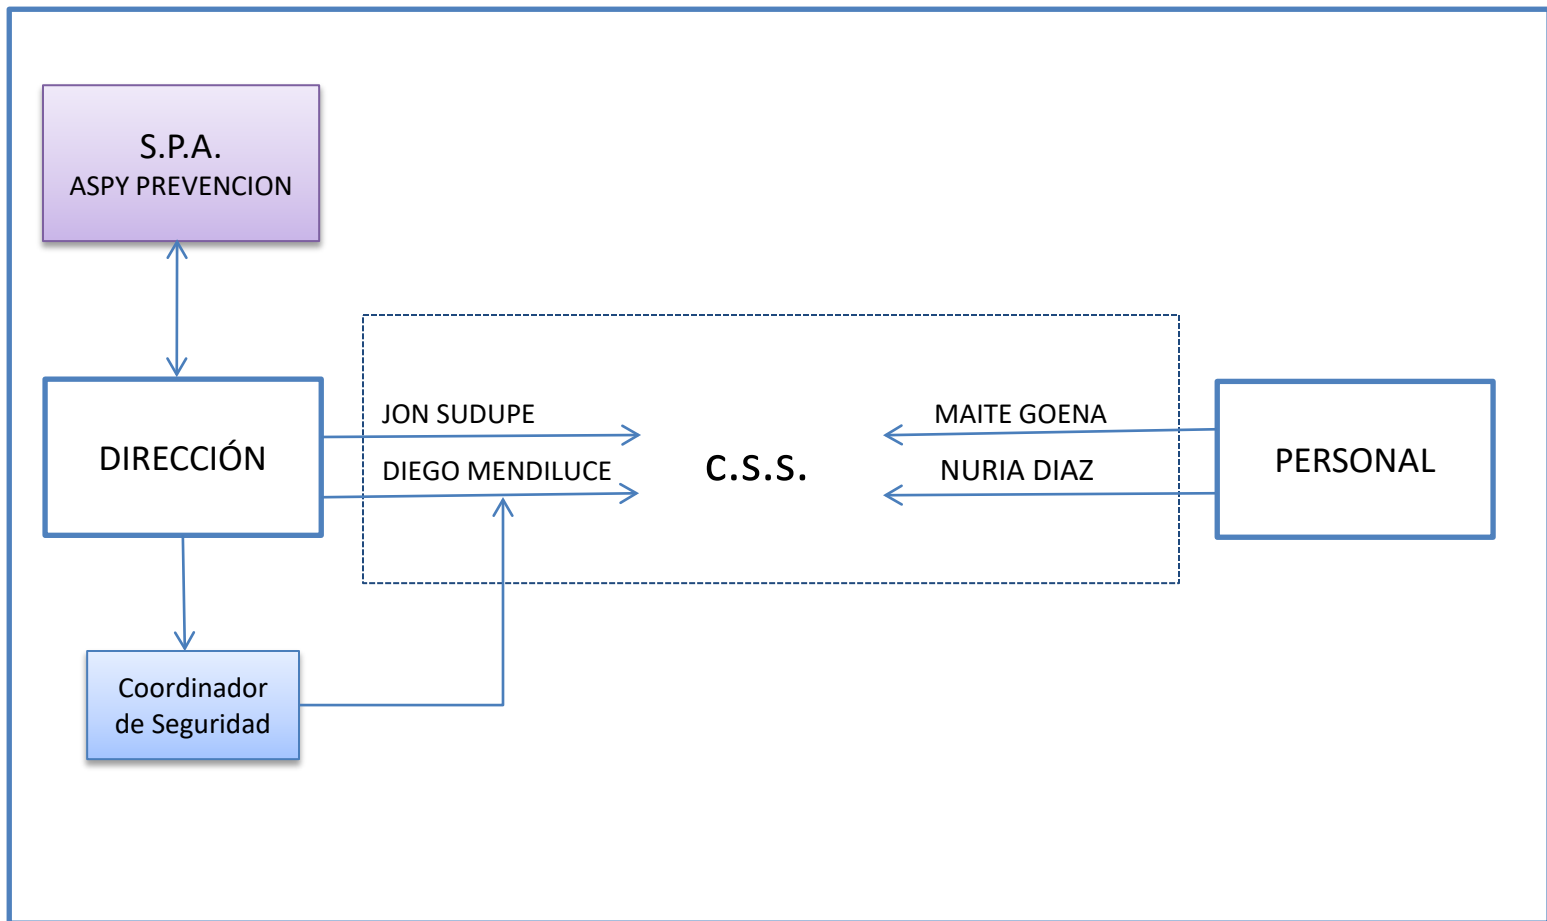 S.P.A.
ASPY PREVENCION
DIRECCIÓN
JON SUDUPE
DIEGO MENDILUCE
c.s.s.
MAITE GOENA
NURIA DIAZ
PERSONAL
Coordinador
de Seguridad